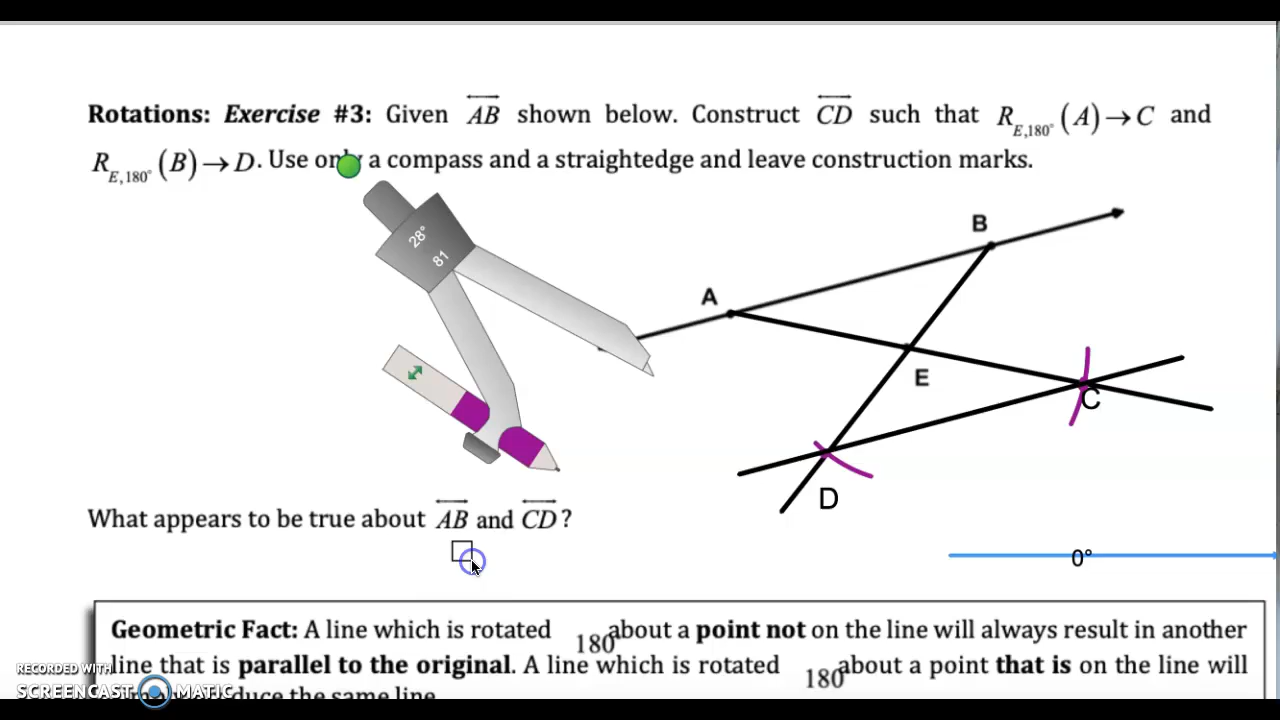 Rotations: Exercise #3: Given AB shown below. Construct CD such that R E,180° (A) → C and
R E,180° (B) → D. Use only a compass and a straightedge and leave construction marks.
28°
81
B
A
E
C
D
What appears to be true about AB and CD?
0°
Geometric Fact: A line which is rotated 180 about a point not on the line will always result in another
line that is parallel to the original. A line which is rotated 180 about a point that is on the line will
duce the same line.
RECORDED WITH
SCREENCAST MATIC